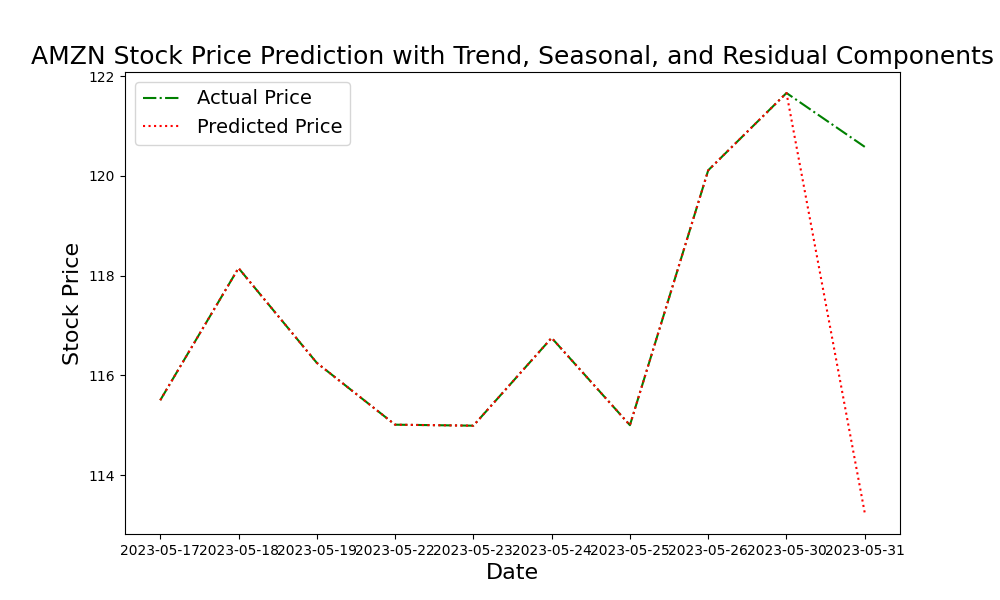 AMZN Stock Price Prediction with Trend, Seasonal, and Residual Components
Actual Price
Predicted Price
122
120
118
116
114
Stock Price
2023-05-17 2023-05-18 2023-05-19 2023-05-22 2023-05-23 2023-05-24 2023-05-25 2023-05-26 2023-05-30 2023-05-31
Date